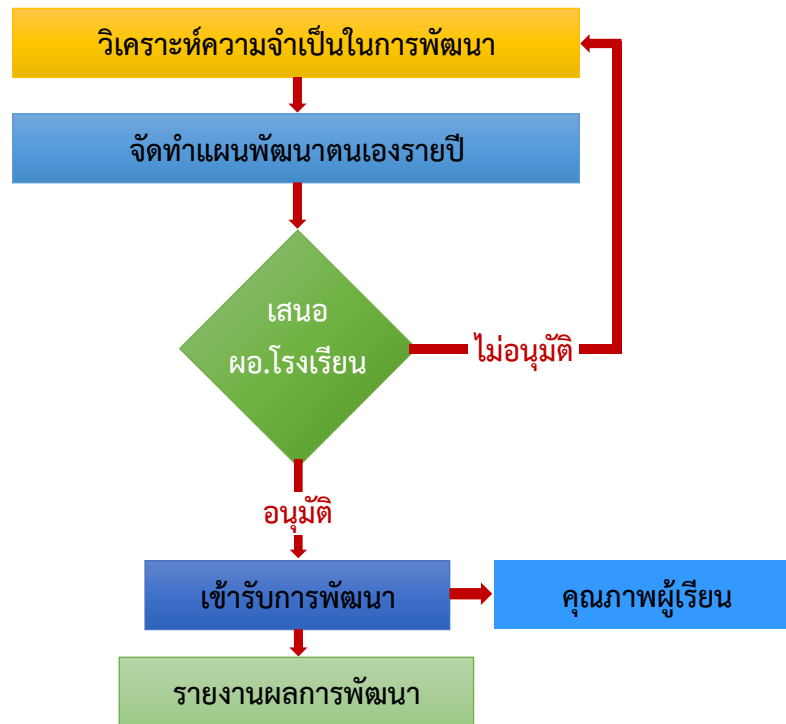 วิเคราะห์ความจำเป็นในการพัฒนา
จัดทำแผนพัฒนาตนเองรายปี
เสนอ
ผอ.โรงเรียน
ไม่อนุมัติ
อนุมัติ
เข้ารับการพัฒนา
คุณภาพผู้เรียน
รายงานผลการพัฒนา